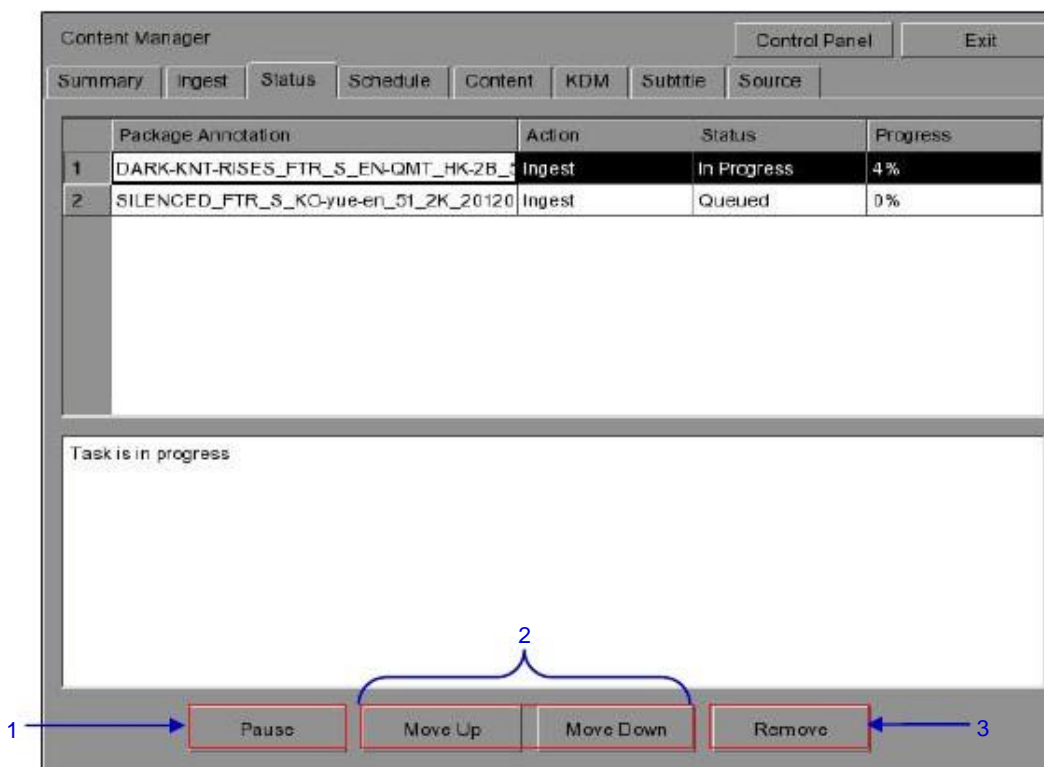 Content Manager
Control Panel
Exit
Summary
Ingest
Status
Schedule
Content
KDM
Subtitle
Source
Package Annotation Action Status Progress
1 DARK-KNT-RISES_FTR_S_EN-QMT_HK-2B_ Ingest In Progress 4%
2 SILENCED_FTR_S_KO-yue-en_51_2K_20120 Ingest Queued 0%
Task is in progress
2
1
Pause
Move Up
Move Down
Remove
3